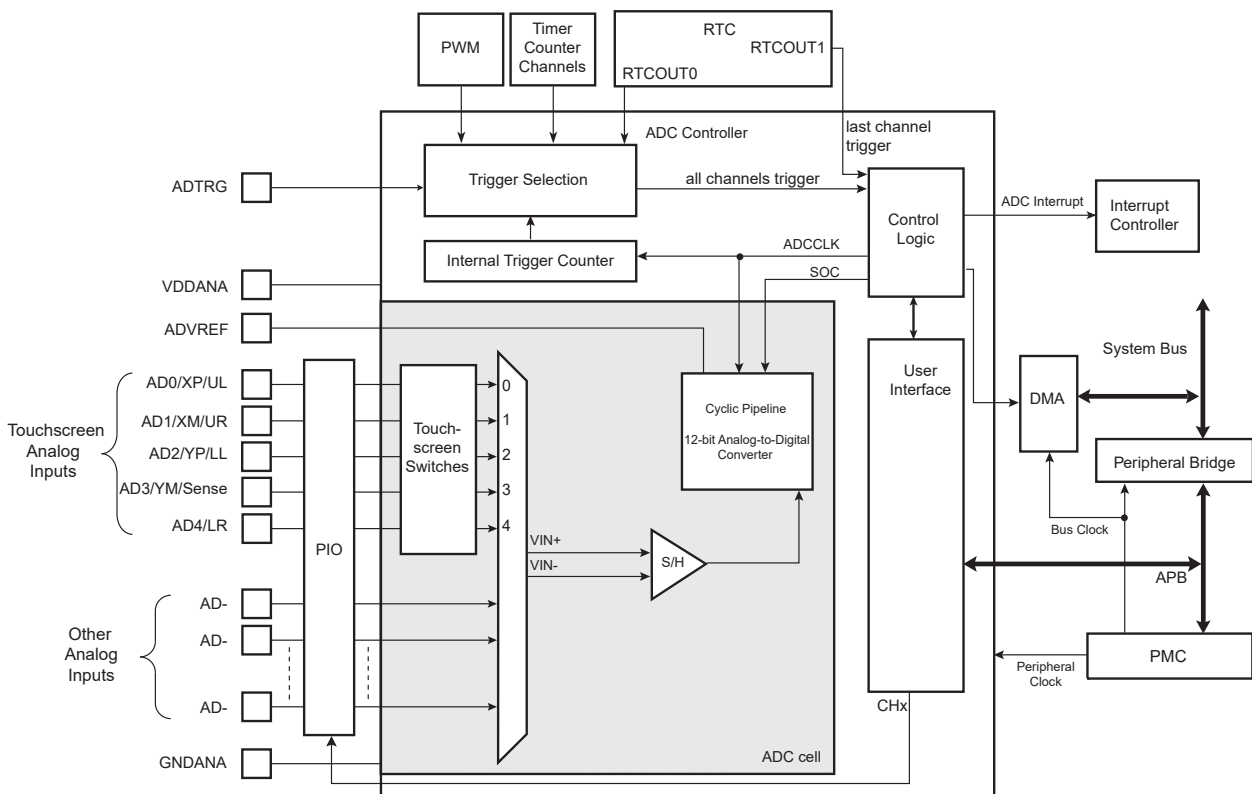 PWM
Timer
Counter
Channels
RTC
RTCOUT1
RTCOUT0
ADC Controller
last channel
trigger
ADTRG
Trigger Selection
all channels trigger
Control
Logic
ADC Interrupt
Interrupt
Controller
Internal Trigger Counter
ADCCLK
SOC
VDDANA
ADVREF
System Bus
Touchscreen
Analog
Inputs
AD0/XP/UL
AD1/XM/UR
AD2/YP/LL
AD3/YM/Sense
AD4/LR
PIO
Touch-
screen
Switches
0
1
2
3
4
Cyclic Pipeline
12-bit Analog-to-Digital
Converter
User
Interface
DMA
Peripheral Bridge
Bus Clock
VIN+
VIN-
S/H
APB
Other
Analog
Inputs
AD-
AD-
AD-
PMC
Peripheral
Clock
CHx
GNDANA
ADC cell